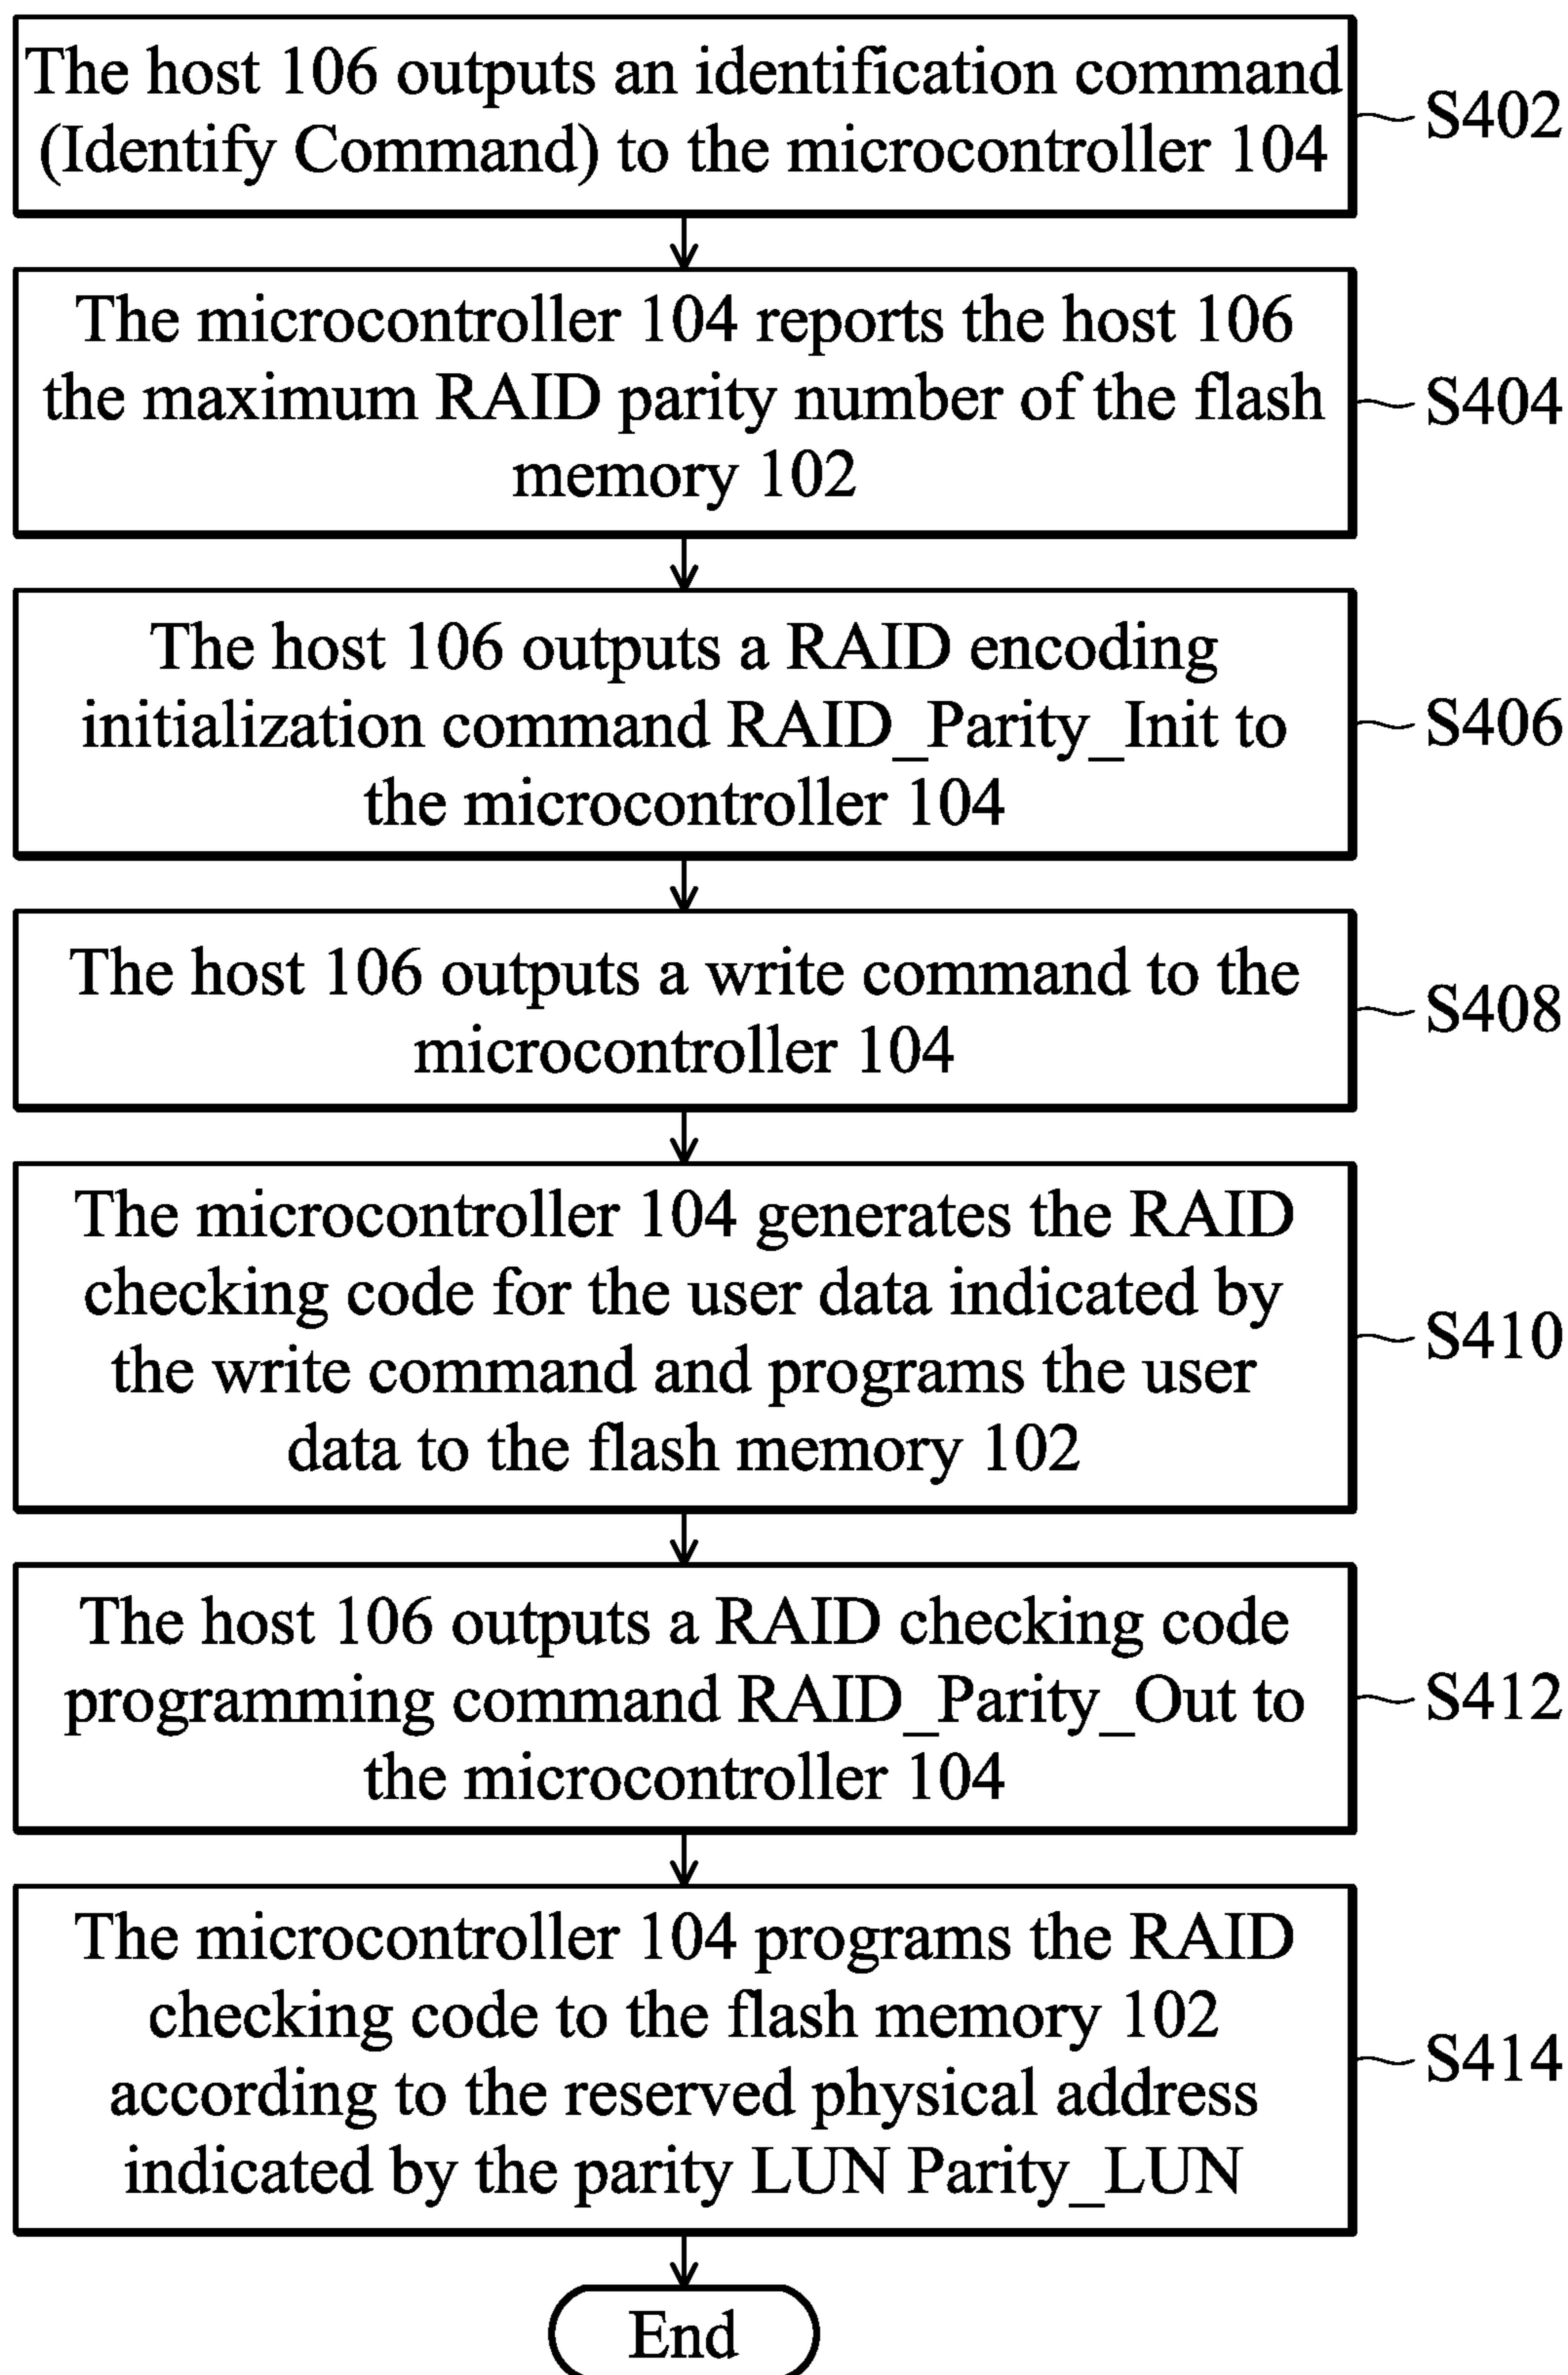 The host 106 outputs an identification command
(Identify Command) to the microcontroller 104
S402
The microcontroller 104 reports the host 106
the maximum RAID parity number of the flash
memory 102
S404
The host 106 outputs a RAID encoding
initialization command RAID_Parity_Init to
the microcontroller 104
S406
The host 106 outputs a write command to the
microcontroller 104
S408
The microcontroller 104 generates the RAID
checking code for the user data indicated by
the write command and programs the user
data to the flash memory 102
S410
The host 106 outputs a RAID checking code
programming command RAID_Parity_Out to
the microcontroller 104
S412
The microcontroller 104 programs the RAID
checking code to the flash memory 102
according to the reserved physical address
indicated by the parity LUN Parity_LUN
S414
End